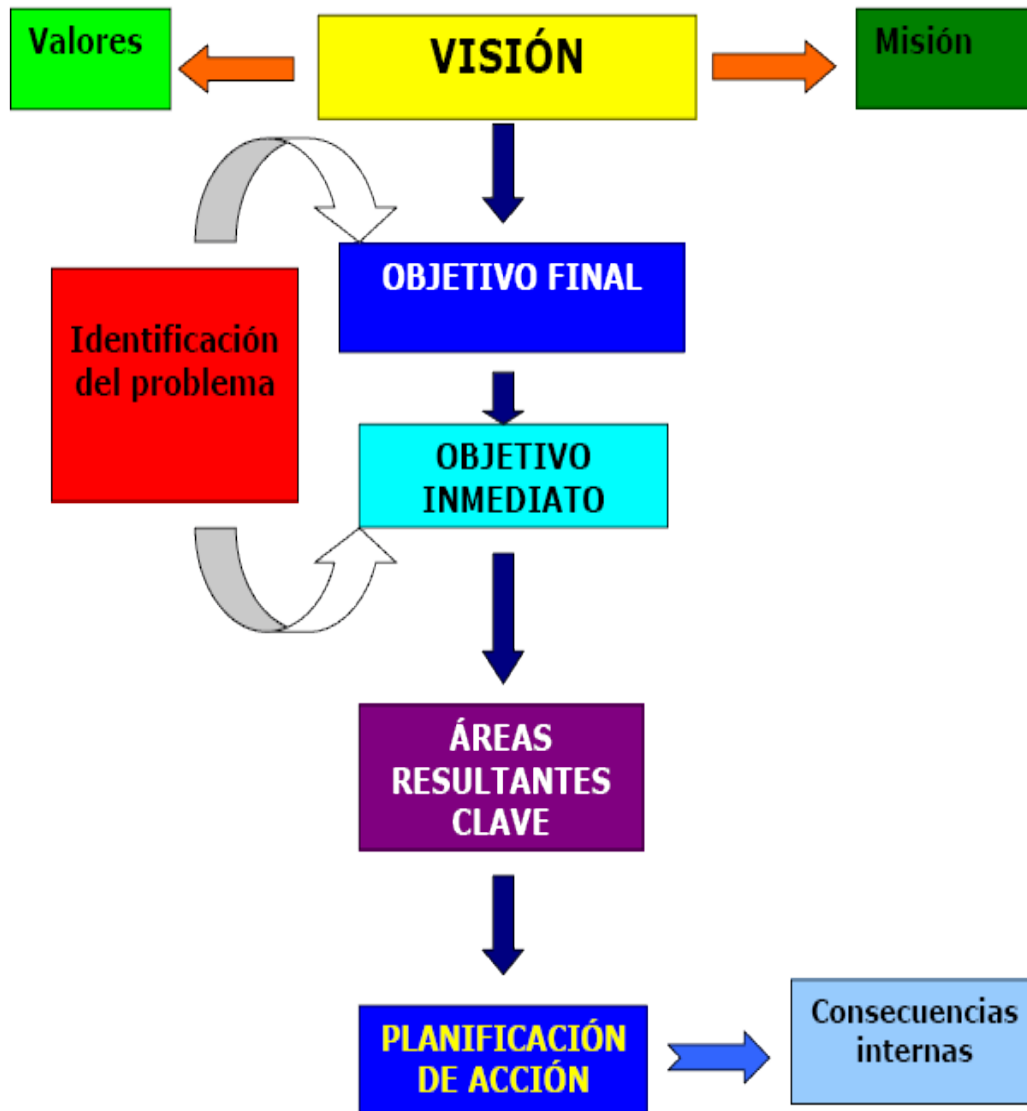 Valores
VISIÓN
Misión
OBJETIVO FINAL
Identificación
del problema
OBJETIVO
INMEDIATO
ÁREAS
RESULTANTES
CLAVE
PLANIFICACIÓN
DE ACCIÓN
Consecuencias
internas